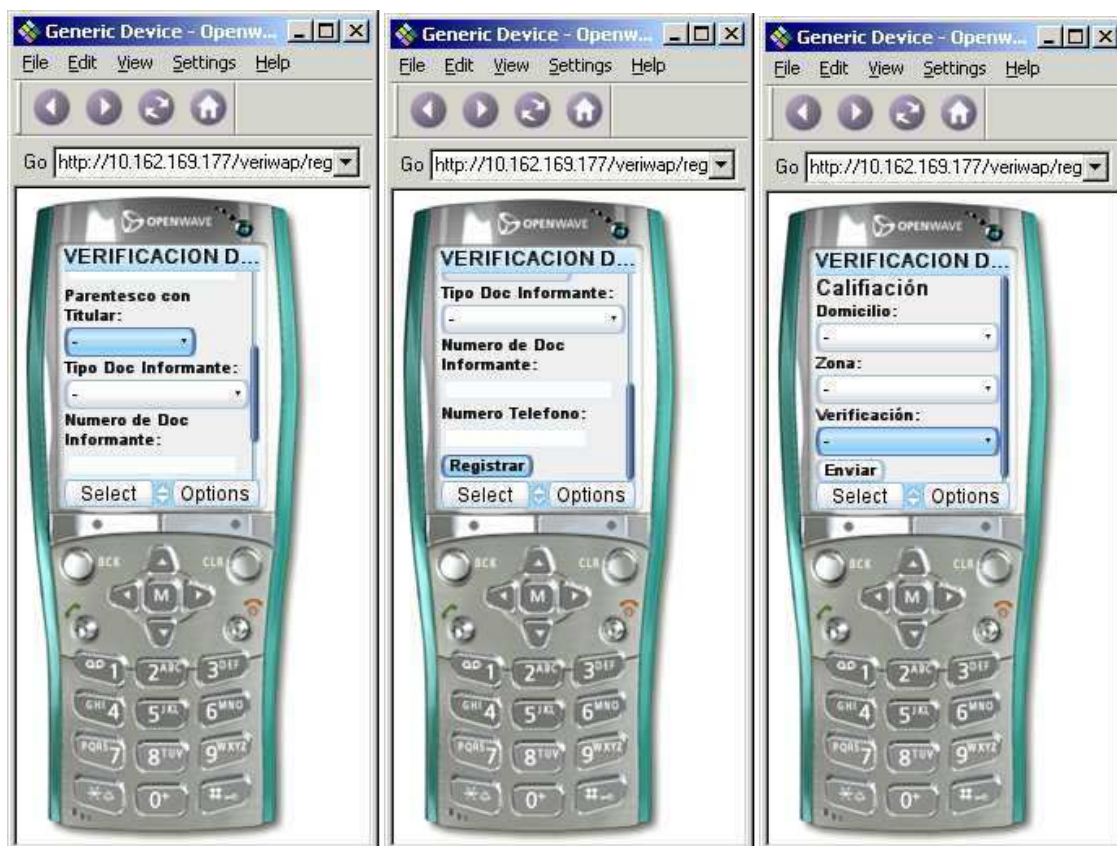 Generic Device - Openw...
File Edit View Settings Help
Go http://10.162.169.177/veriwap/reg
OPENWAVE
VERIFICACION D...
Parentesco con
Titular:
-
Tipo Doc Informante:
-
Numero de Doc
Informante:
Select Options
BCK CLR
M
1 2ABC 3DEF
GHI4 5JKL 6MNO
PQRS7 8TUV 9WXYZ
* 0+ #
Generic Device - Openw...
File Edit View Settings Help
Go http://10.162.169.177/veriwap/reg
OPENWAVE
VERIFICACION D...
Tipo Doc Informante:
-
Numero de Doc
Informante:
Numero Telefono:
Registrar
Select Options
BCK CLR
M
1 2ABC 3DEF
GHI4 5JKL 6MNO
PQRS7 8TUV 9WXYZ
* 0+ #
Generic Device - Openw...
File Edit View Settings Help
Go http://10.162.169.177/veriwap/reg
OPENWAVE
VERIFICACION D...
Califiación
Domicilio:
-
Zona:
-
Verificación:
-
Enviar
Select Options
BCK CLR
M
1 2ABC 3DEF
GHI4 5JKL 6MNO
PQRS7 8TUV 9WXYZ
* 0+ #